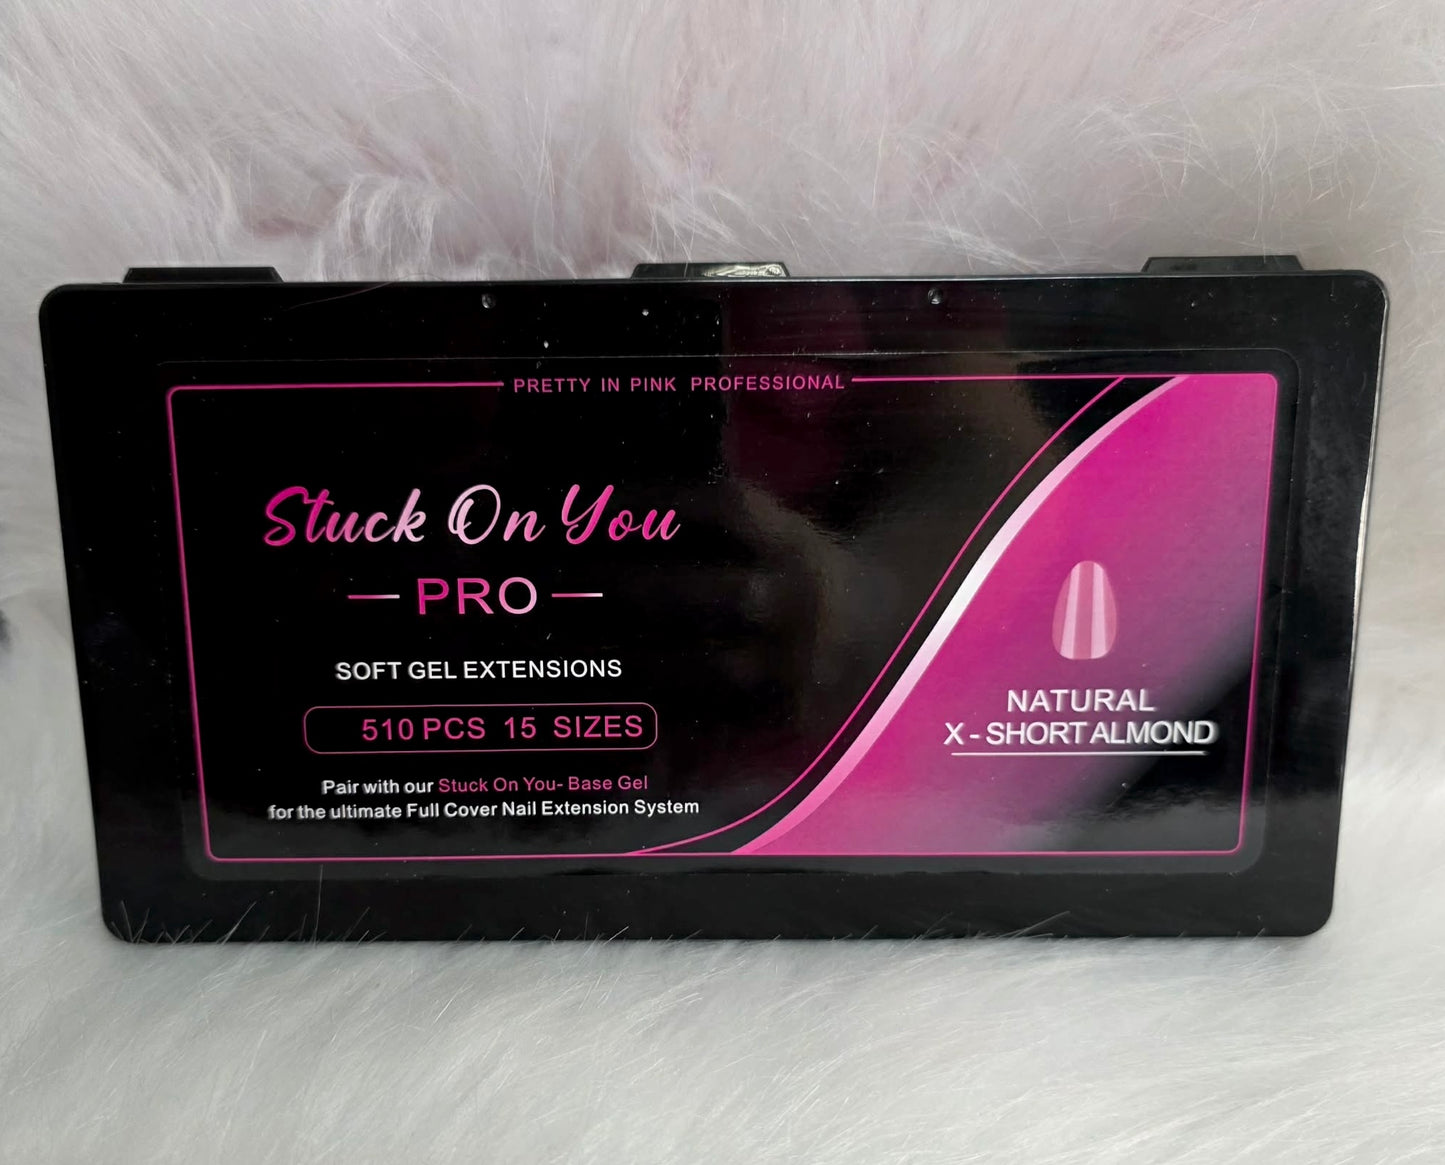 PRETTY IN PINK PROFESSIONAL
Stuck On You
PRO
SOFT GEL EXTENSIONS
510 PCS 15 SIZES
Pair with our Stuck On You- Base Gel
for the ultimate Full Cover Nail Extension System
NATURAL
X - SHORT ALMOND